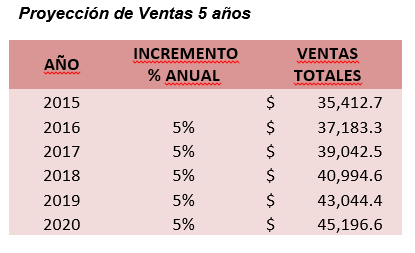 Proyección de Ventas 5 años
AÑO INCREMENTO % ANUAL VENTAS TOTALES
2015 $ 35,412.7
2016 5% $ 37,183.3
2017 5% $ 39,042.5
2018 5% $ 40,994.6
2019 5% $ 43,044.4
2020 5% $ 45,196.6